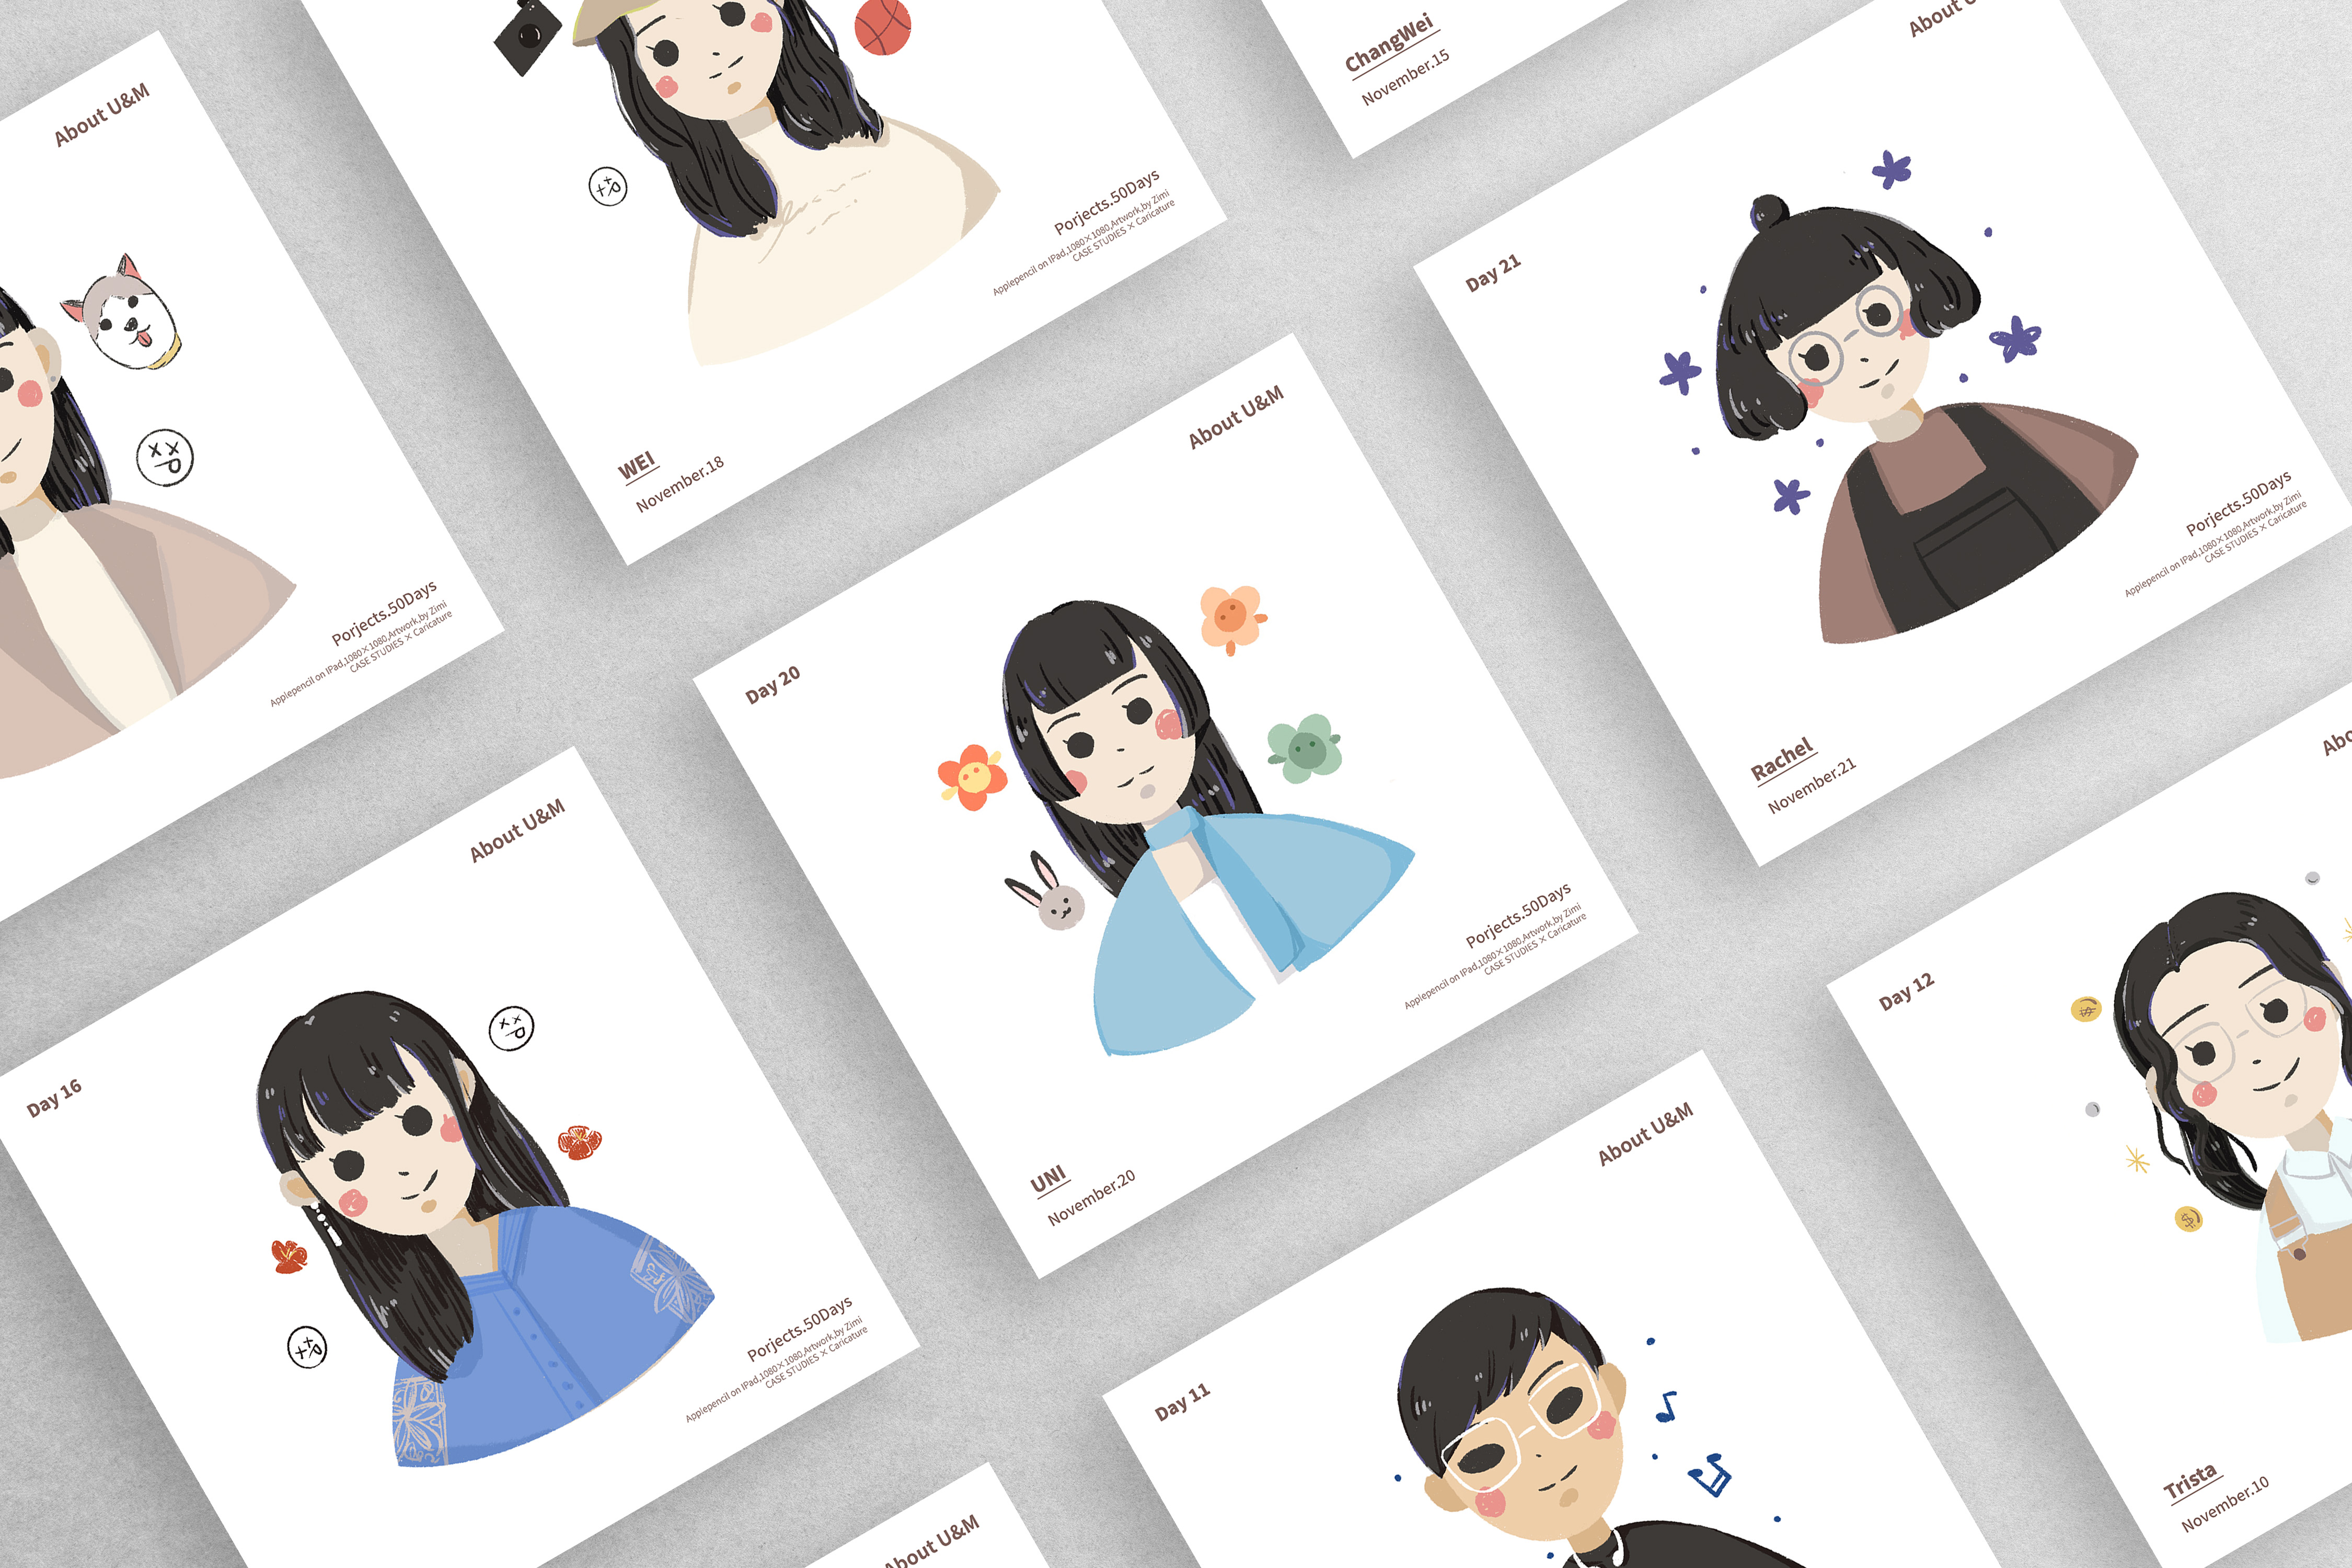 About U&M
Porjects.50Days
Applepencil on IPad,1080×1080,Artwork,by Zimi
CASE STUDIES × Caricature
WEI
November.18
Porjects.50Days
Applepencil on IPad,1080×1080,Artwork,by Zimi
CASE STUDIES × Caricature
ChangWei
November.15
About U
Day 21
Rachel
November.21
Porjects.50Days
Applepencil on IPad,1080×1080,Artwork,by Zimi
CASE STUDIES × Caricature
Day 20
About U&M
UNI
November.20
Porjects.50Days
Applepencil on IPad,1080×1080,Artwork,by Zimi
CASE STUDIES × Caricature
Day 16
About U&M
Porjects.50Days
Applepencil on IPad,1080×1080,Artwork,by Zimi
CASE STUDIES × Caricature
Day 12
Abo
Trista
November.10
Day 11
About U&M
About U&M